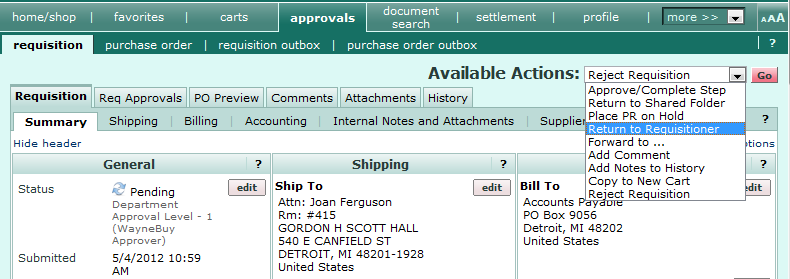 home/shop favorites carts approvals document search settlement profile more >> AAA
requisition purchase order requisition outbox purchase order outbox ?
Available Actions: Reject Requisition Go
Approve/Complete Step
Return to Shared Folder
Place PR on Hold
Return to Requisitioner
Forward to ...
Add Comment
Add Notes to History
Copy to New Cart
Reject Requisition
Requisition Req Approvals PO Preview Comments Attachments History
Summary Shipping Billing Accounting Internal Notes and Attachments Supplier ?
Hide header
General ?
Status Pending edit
Department
Approval Level - 1
(WayneBuy
Approver)
Submitted 5/4/2012 10:59
AM
Shipping ?
Ship To edit
Attn: Joan Ferguson
Rm: #415
GORDON H SCOTT HALL
540 E CANFIELD ST
DETROIT, MI 48201-1928
United States
?
Bill To edit
Accounts Payable
PO Box 9056
Detroit, MI 48202
United States